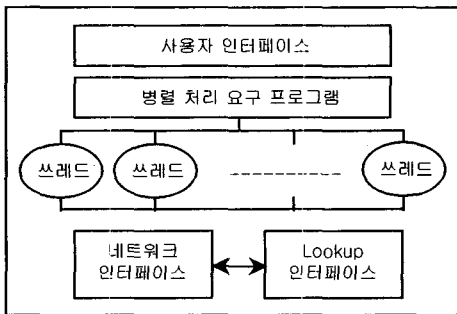 사용자 인터페이스
병렬 처리 요구 프로그램
쓰레드 쓰레드 쓰레드
네트워크 Lookup
인터페이스 인터페이스